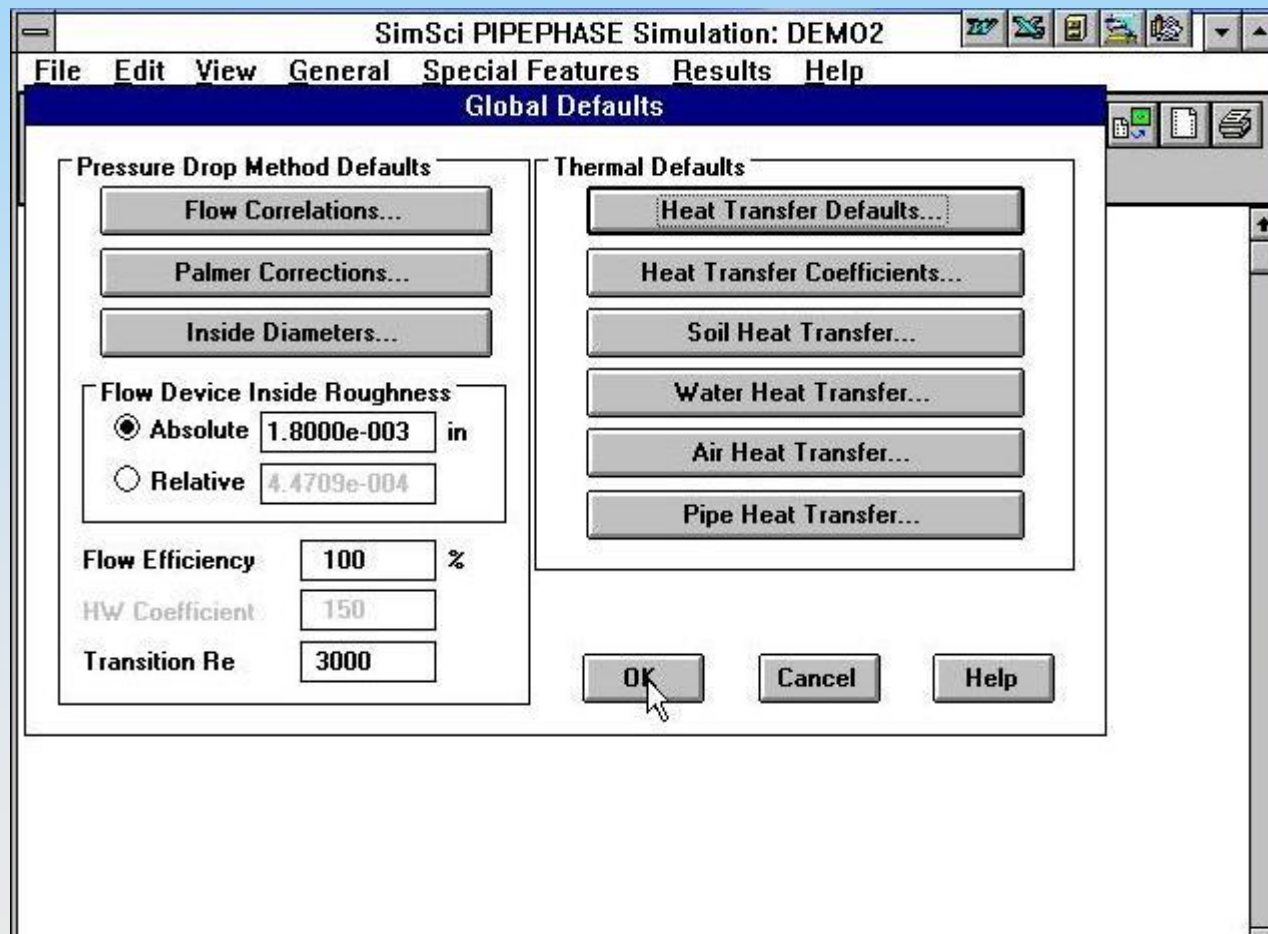 SimSci PIPEPHASE Simulation: DEMO2
File Edit View General Special Features Results Help
Global Defaults
Pressure Drop Method Defaults
Flow Correlations...
Palmer Corrections...
Inside Diameters...
Flow Device Inside Roughness
Absolute 1.8000e-003 in
Relative 4.4709e-004
Flow Efficiency 100 %
HW Coefficient 150
Transition Re 3000
Thermal Defaults
Heat Transfer Defaults...
Heat Transfer Coefficients...
Soil Heat Transfer...
Water Heat Transfer...
Air Heat Transfer...
Pipe Heat Transfer...
OK Cancel Help